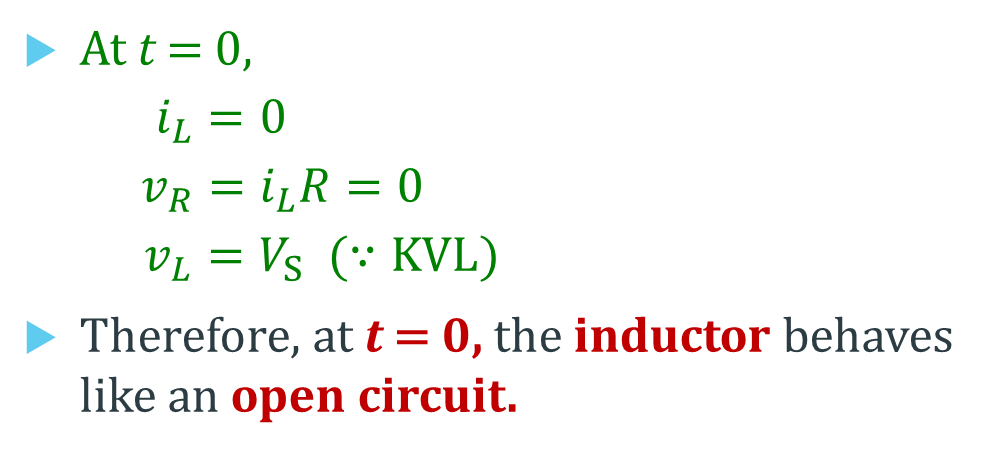 At t = 0,
i_L = 0
v_R = i_L R = 0
v_L = V_S (∵ KVL)
Therefore, at t = 0, the inductor behaves
like an open circuit.